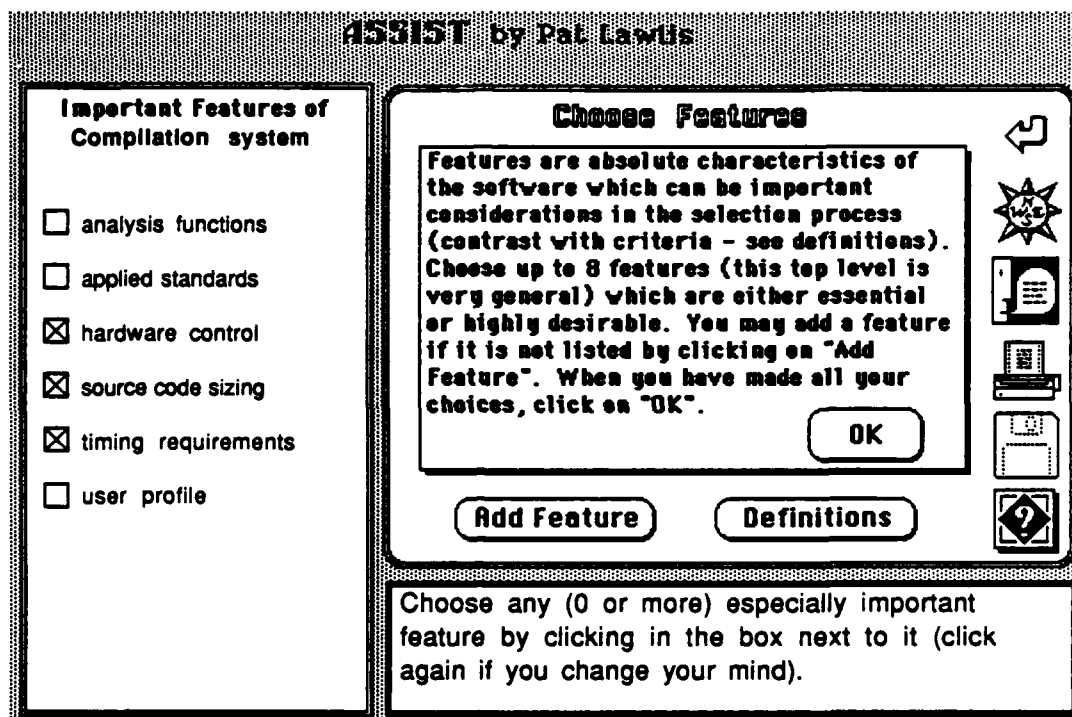 ASSIST by Pat Lawlis
Important Features of
Compilation system
analysis functions
applied standards
hardware control
source code sizing
timing requirements
user profile
Choose Features
Features are absolute characteristics of
the software which can be important
considerations in the selection process
(contrast with criteria - see definitions).
Choose up to 8 features (this top level is
very general) which are either essential
or highly desirable. You may add a feature
if it is not listed by clicking on "Add
Feature". When you have made all your
choices, click on "OK".
OK
Add Feature
Definitions
N
W E
S
?
Choose any (0 or more) especially important
feature by clicking in the box next to it (click
again if you change your mind).